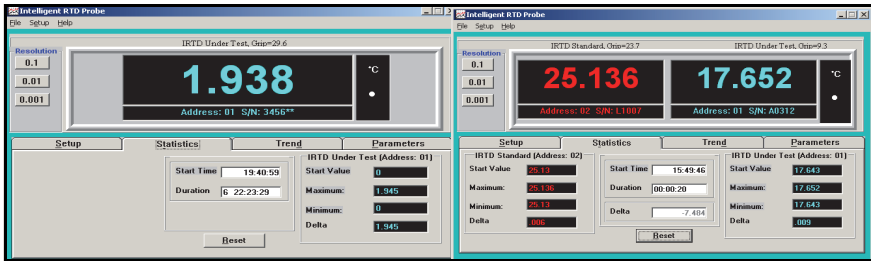 Intelligent RTD Probe
File Setup Help
IRTD Under Test, Grip=29.6
Resolution
0.1
0.01
0.001
1.938
°C
Address: 01 S/N: 3456**
Setup Statistics Trend Parameters
IRTD Under Test (Address: 01)
Start Time 19:40:59
Duration 6 22:23:29
Start Value 0
Maximum: 1.945
Minimum: 0
Delta 1.945
Reset
Intelligent RTD Probe
File Setup Help
IRTD Standard, Grip=23.7
IRTD Under Test, Grip=9.3
Resolution
0.1
0.01
0.001
25.136
17.652
°C
Address: 02 S/N: L1007
Address: 01 S/N: A0312
Setup Statistics Trend Parameters
IRTD Standard (Address: 02)
Start Value 25.13
Maximum: 25.136
Minimum: 25.13
Delta .006
Start Time 15:49:46
Duration 00:00:20
Delta -7.484
Reset
IRTD Under Test (Address: 01)
Start Value 17.643
Maximum: 17.652
Minimum: 17.643
Delta .009